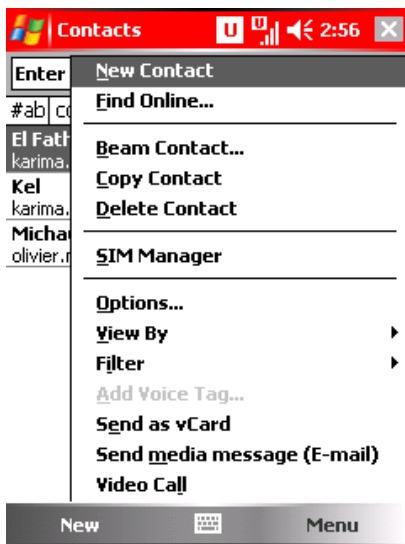 Contacts U U 2:56
New Contact
Enter
Find Online...
#ab
El Fath
karima.
Beam Contact...
Kel
Copy Contact
karima.
Delete Contact
Michau
olivier.r
SIM Manager
Options...
View By
Filter
Add Voice Tag...
Send as vCard
Send media message (E-mail)
Video Call
New Menu